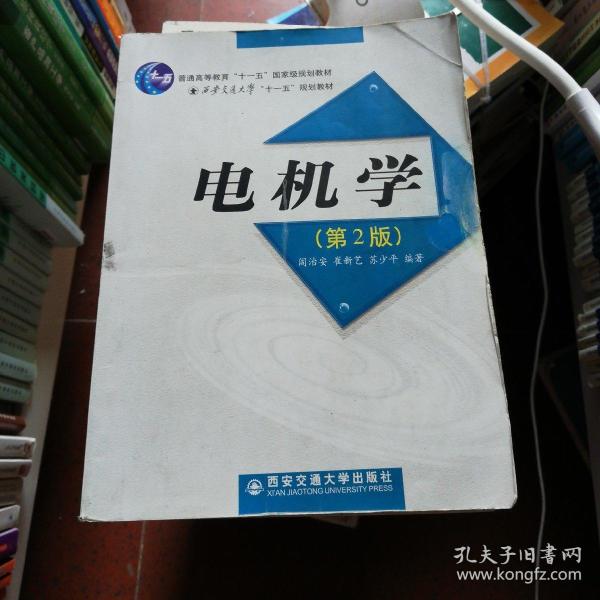 普通高等教育"十一五"国家级规划教材
西安交通大学"十一五"规划教材
十一五
电机学
(第2版)
阎治安 崔新艺 苏少平 编著
西安交通大学出版社
XI'AN JIAOTONG UNIVERSITY PRESS
孔夫子旧书网
www.kongfz.com